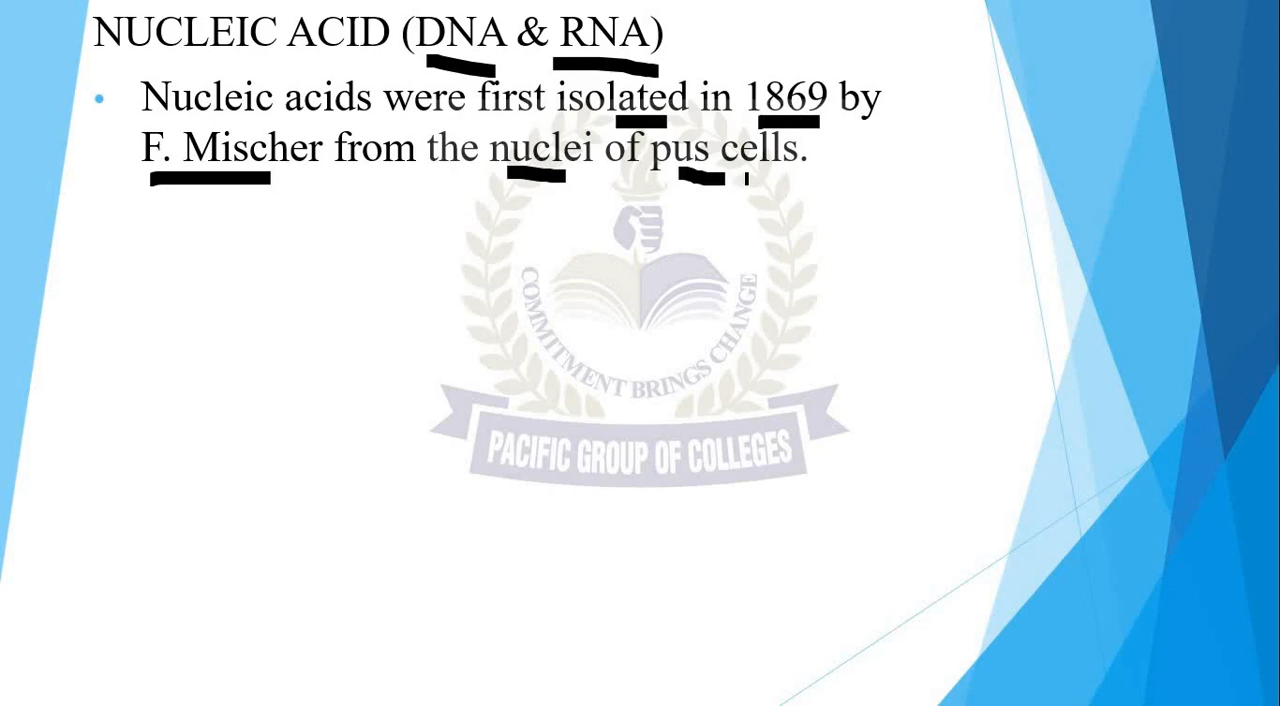 NUCLEIC ACID (DNA & RNA)
• Nucleic acids were first isolated in 1869 by
F. Mischer from the nuclei of pus cells.
COMMITMENT BRINGS CHANGE
PACIFIC GROUP OF COLLEGES